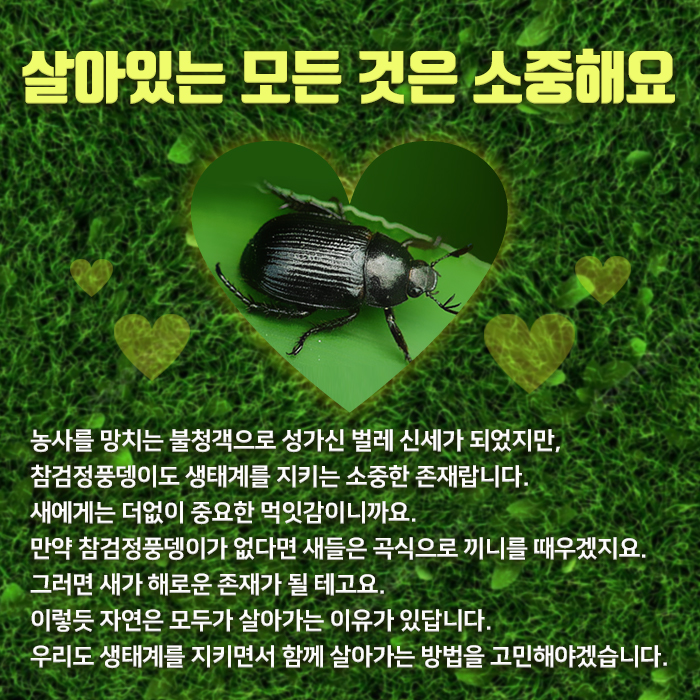 살아있는 모든 것은 소중해요
농사를 망치는 불청객으로 성가신 벌레 신세가 되었지만,
참검정풍뎅이도 생태계를 지키는 소중한 존재랍니다.
새에게는 더없이 중요한 먹잇감이니까요.
만약 참검정풍뎅이가 없다면 새들은 곡식으로 끼니를 때우겠지요.
그러면 새가 해로운 존재가 될 테고요.
이렇듯 자연은 모두가 살아가는 이유가 있답니다.
우리도 생태계를 지키면서 함께 살아가는 방법을 고민해야겠습니다.